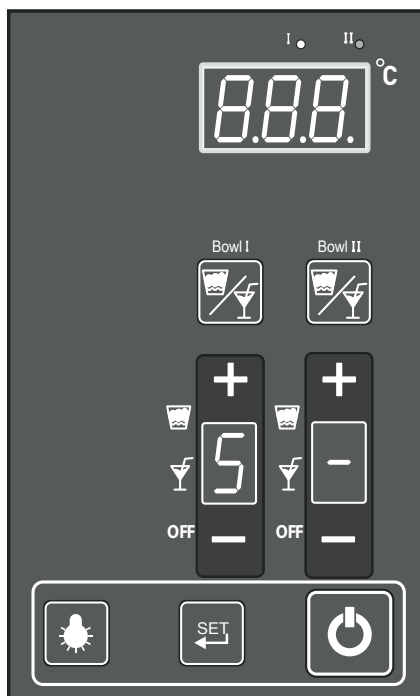 I II
°C
8.8.8.
Bowl I Bowl II
+ +
5 -
OFF OFF
- -
SET